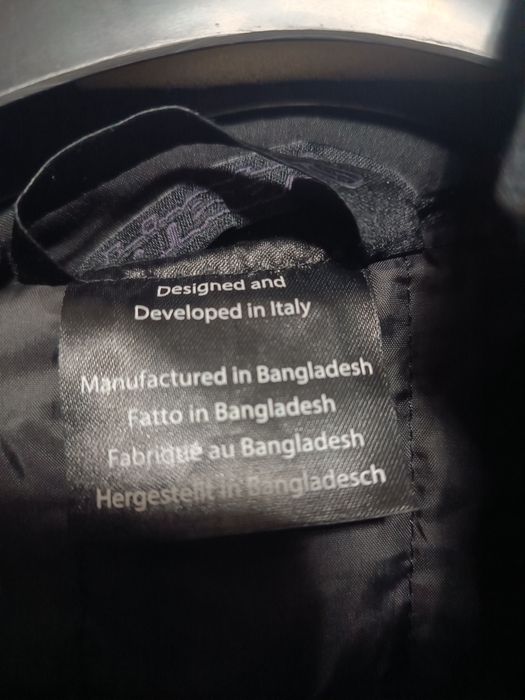 Designed and
Developed in Italy
Manufactured in Bangladesh
Fatto in Bangladesh
Fabriqué au Bangladesh
Hergestellt in Bangladesch